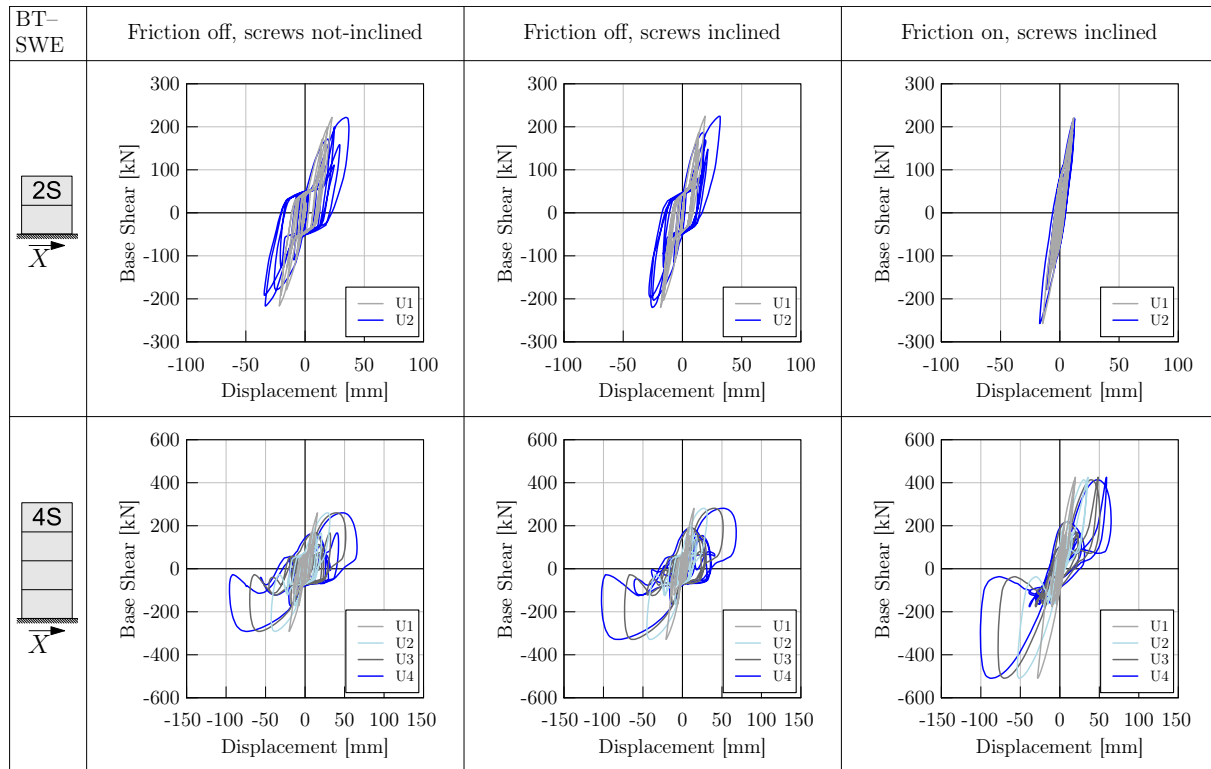 BT–
SWE
Friction off, screws not-inclined
Friction off, screws inclined
Friction on, screws inclined
2S
X
Base Shear [kN]
300
200
100
0
-100
-200
-300
-100 -50 0 50 100
Displacement [mm]
U1
U2
Base Shear [kN]
300
200
100
0
-100
-200
-300
-100 -50 0 50 100
Displacement [mm]
U1
U2
Base Shear [kN]
300
200
100
0
-100
-200
-300
-100 -50 0 50 100
Displacement [mm]
U1
U2
4S
X
Base Shear [kN]
600
400
200
0
-200
-400
-600
-150 -100 -50 0 50 100 150
Displacement [mm]
U1
U2
U3
U4
Base Shear [kN]
600
400
200
0
-200
-400
-600
-150 -100 -50 0 50 100 150
Displacement [mm]
U1
U2
U3
U4
Base Shear [kN]
600
400
200
0
-200
-400
-600
-150 -100 -50 0 50 100 150
Displacement [mm]
U1
U2
U3
U4